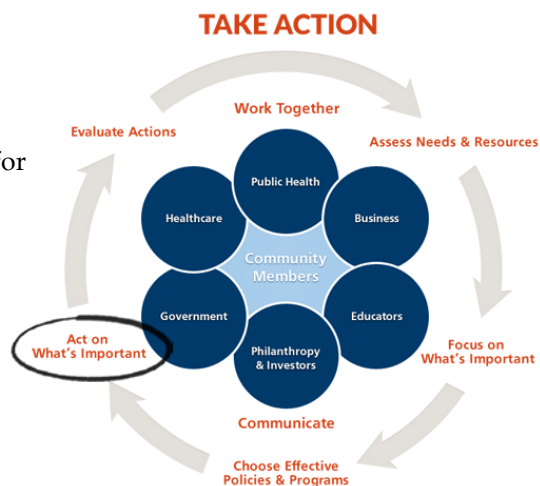 TAKE ACTION
Work Together
Evaluate Actions
Assess Needs & Resources
for
Public Health
Healthcare
Business
Community
Members
Government
Educators
Act on
What's Important
Philanthropy
& Investors
Focus on
What's Important
Communicate
Choose Effective
Policies & Programs